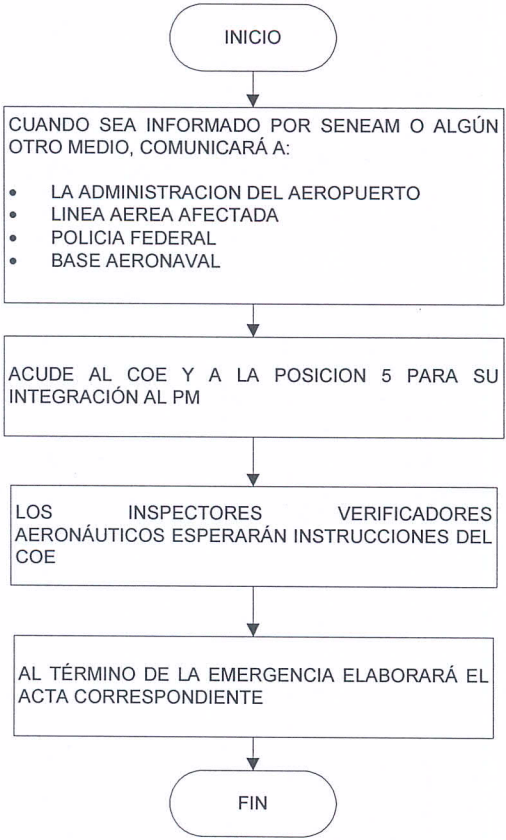 INICIO
CUANDO SEA INFORMADO POR SENEAM O ALGÚN
OTRO MEDIO, COMUNICARÁ A:
• LA ADMINISTRACION DEL AEROPUERTO
• LINEA AEREA AFECTADA
• POLICIA FEDERAL
• BASE AERONAVAL
ACUDE AL COE Y A LA POSICION 5 PARA SU
INTEGRACIÓN AL PM
LOS INSPECTORES VERIFICADORES
AERONÁUTICOS ESPERARÁN INSTRUCCIONES DEL
COE
AL TÉRMINO DE LA EMERGENCIA ELABORARÁ EL
ACTA CORRESPONDIENTE
FIN